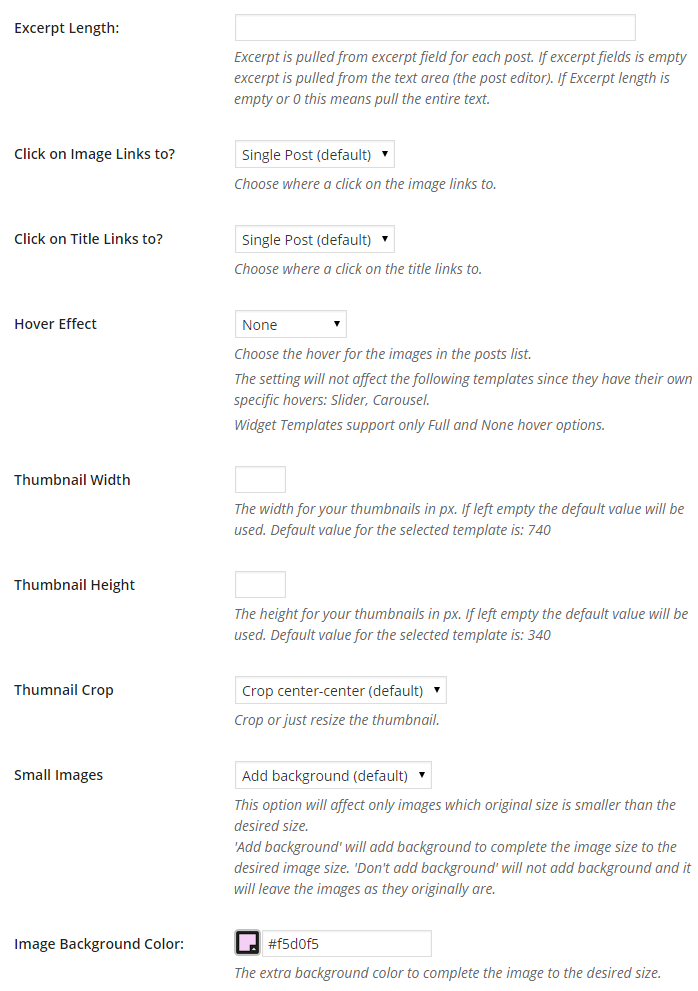 Excerpt Length:
Excerpt is pulled from excerpt field for each post. If excerpt fields is empty
excerpt is pulled from the text area (the post editor). If Excerpt length is
empty or 0 this means pull the entire text.
Click on Image Links to?
Single Post (default)
Choose where a click on the image links to.
Click on Title Links to?
Single Post (default)
Choose where a click on the title links to.
Hover Effect
None
Choose the hover for the images in the posts list.
The setting will not affect the following templates since they have their own
specific hovers: Slider, Carousel.
Widget Templates support only Full and None hover options.
Thumbnail Width
The width for your thumbnails in px. If left empty the default value will be
used. Default value for the selected template is: 740
Thumbnail Height
The height for your thumbnails in px. If left empty the default value will be
used. Default value for the selected template is: 340
Thumnail Crop
Crop center-center (default)
Crop or just resize the thumbnail.
Small Images
Add background (default)
This option will affect only images which original size is smaller than the
desired size.
'Add background' will add background to complete the image size to the
desired image size. 'Don't add background' will not add background and it
will leave the images as they originally are.
Image Background Color:
#f5d0f5
The extra background color to complete the image to the desired size.